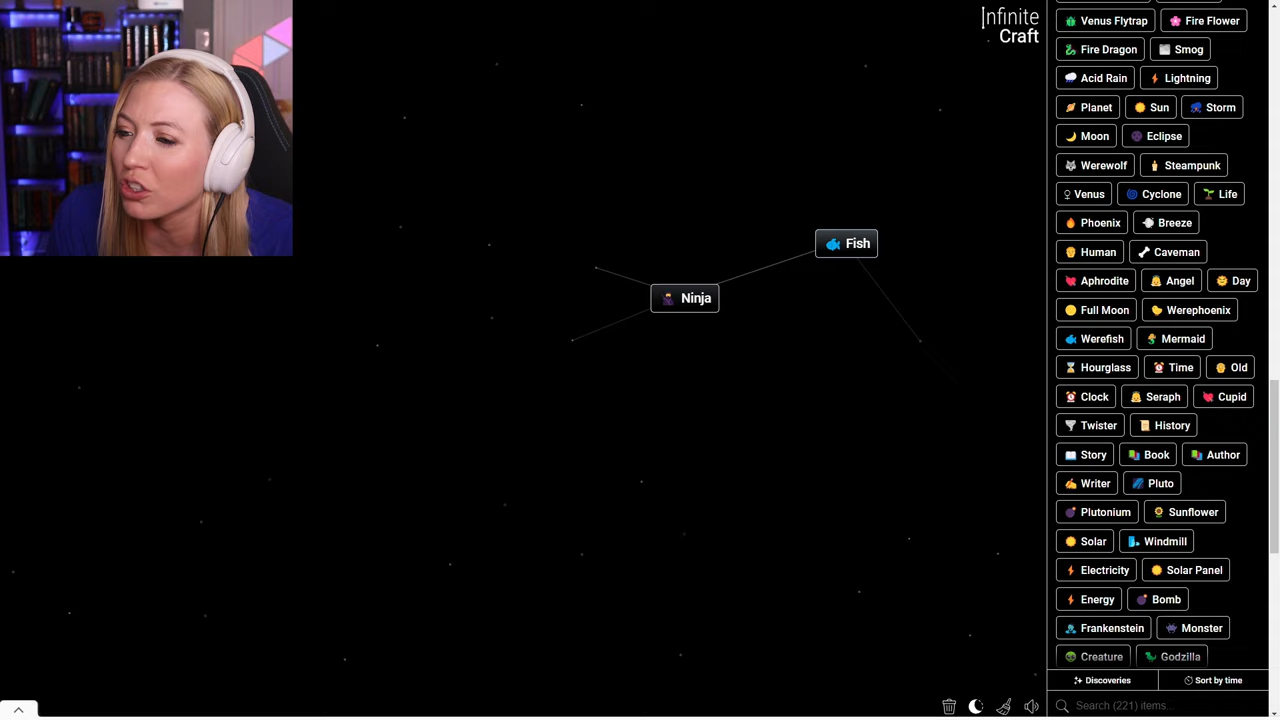 Infinite
Craft
Fish
Ninja
Venus Flytrap
Fire Flower
Fire Dragon
Smog
Acid Rain
Lightning
Planet
Sun
Storm
Moon
Eclipse
Werewolf
Steampunk
Venus
Cyclone
Life
Phoenix
Breeze
Human
Caveman
Aphrodite
Angel
Day
Full Moon
Werephoenix
Werefish
Mermaid
Hourglass
Time
Old
Clock
Seraph
Cupid
Twister
History
Story
Book
Author
Writer
Pluto
Plutonium
Sunflower
Solar
Windmill
Electricity
Solar Panel
Energy
Bomb
Frankenstein
Monster
Creature
Godzilla
Discoveries
Sort by time
Search (221) items...